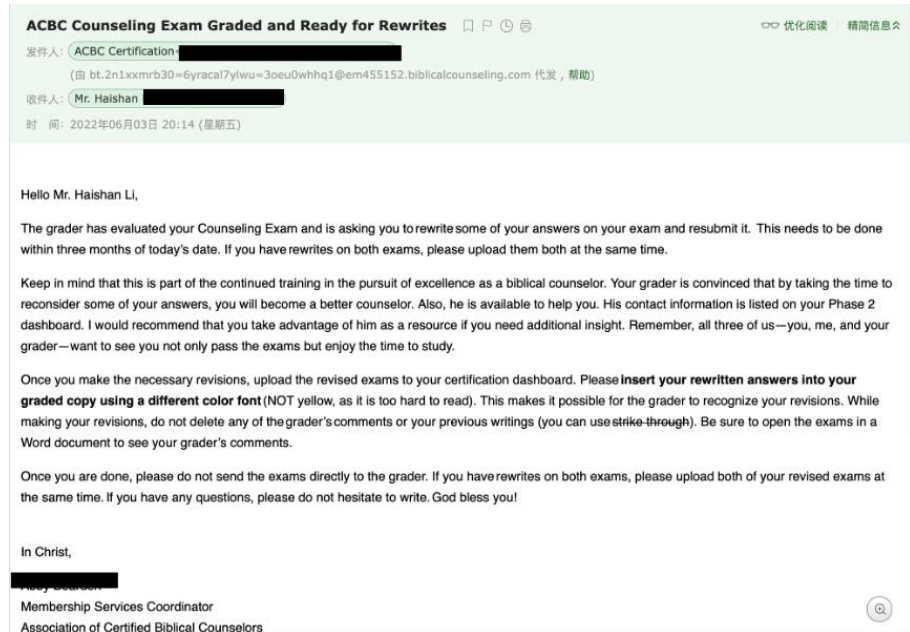 ACBC Counseling Exam Graded and Ready for Rewrites
优化阅读 精简信息
发件人: ACBC Certification
(由 bt.2n1xxmrb30=6yracal7ylwu=3oeu0whhq1@em455152.biblicalcounseling.com 代发，帮助)
收件人: Mr. Haishan
时 间: 2022年06月03日 20:14 (星期五)
Hello Mr. Haishan Li,
The grader has evaluated your Counseling Exam and is asking you to rewrite some of your answers on your exam and resubmit it. This needs to be done
within three months of today's date. If you have rewrites on both exams, please upload them both at the same time.
Keep in mind that this is part of the continued training in the pursuit of excellence as a biblical counselor. Your grader is convinced that by taking the time to
reconsider some of your answers, you will become a better counselor. Also, he is available to help you. His contact information is listed on your Phase 2
dashboard. I would recommend that you take advantage of him as a resource if you need additional insight. Remember, all three of us—you, me, and your
grader—want to see you not only pass the exams but enjoy the time to study.
Once you make the necessary revisions, upload the revised exams to your certification dashboard. Please insert your rewritten answers into your
graded copy using a different color font (NOT yellow, as it is too hard to read). This makes it possible for the grader to recognize your revisions. While
making your revisions, do not delete any of the grader's comments or your previous writings (you can use strike through). Be sure to open the exams in a
Word document to see your grader's comments.
Once you are done, please do not send the exams directly to the grader. If you have rewrites on both exams, please upload both of your revised exams at
the same time. If you have any questions, please do not hesitate to write. God bless you!
In Christ,
Membership Services Coordinator
Association of Certified Biblical Counselors